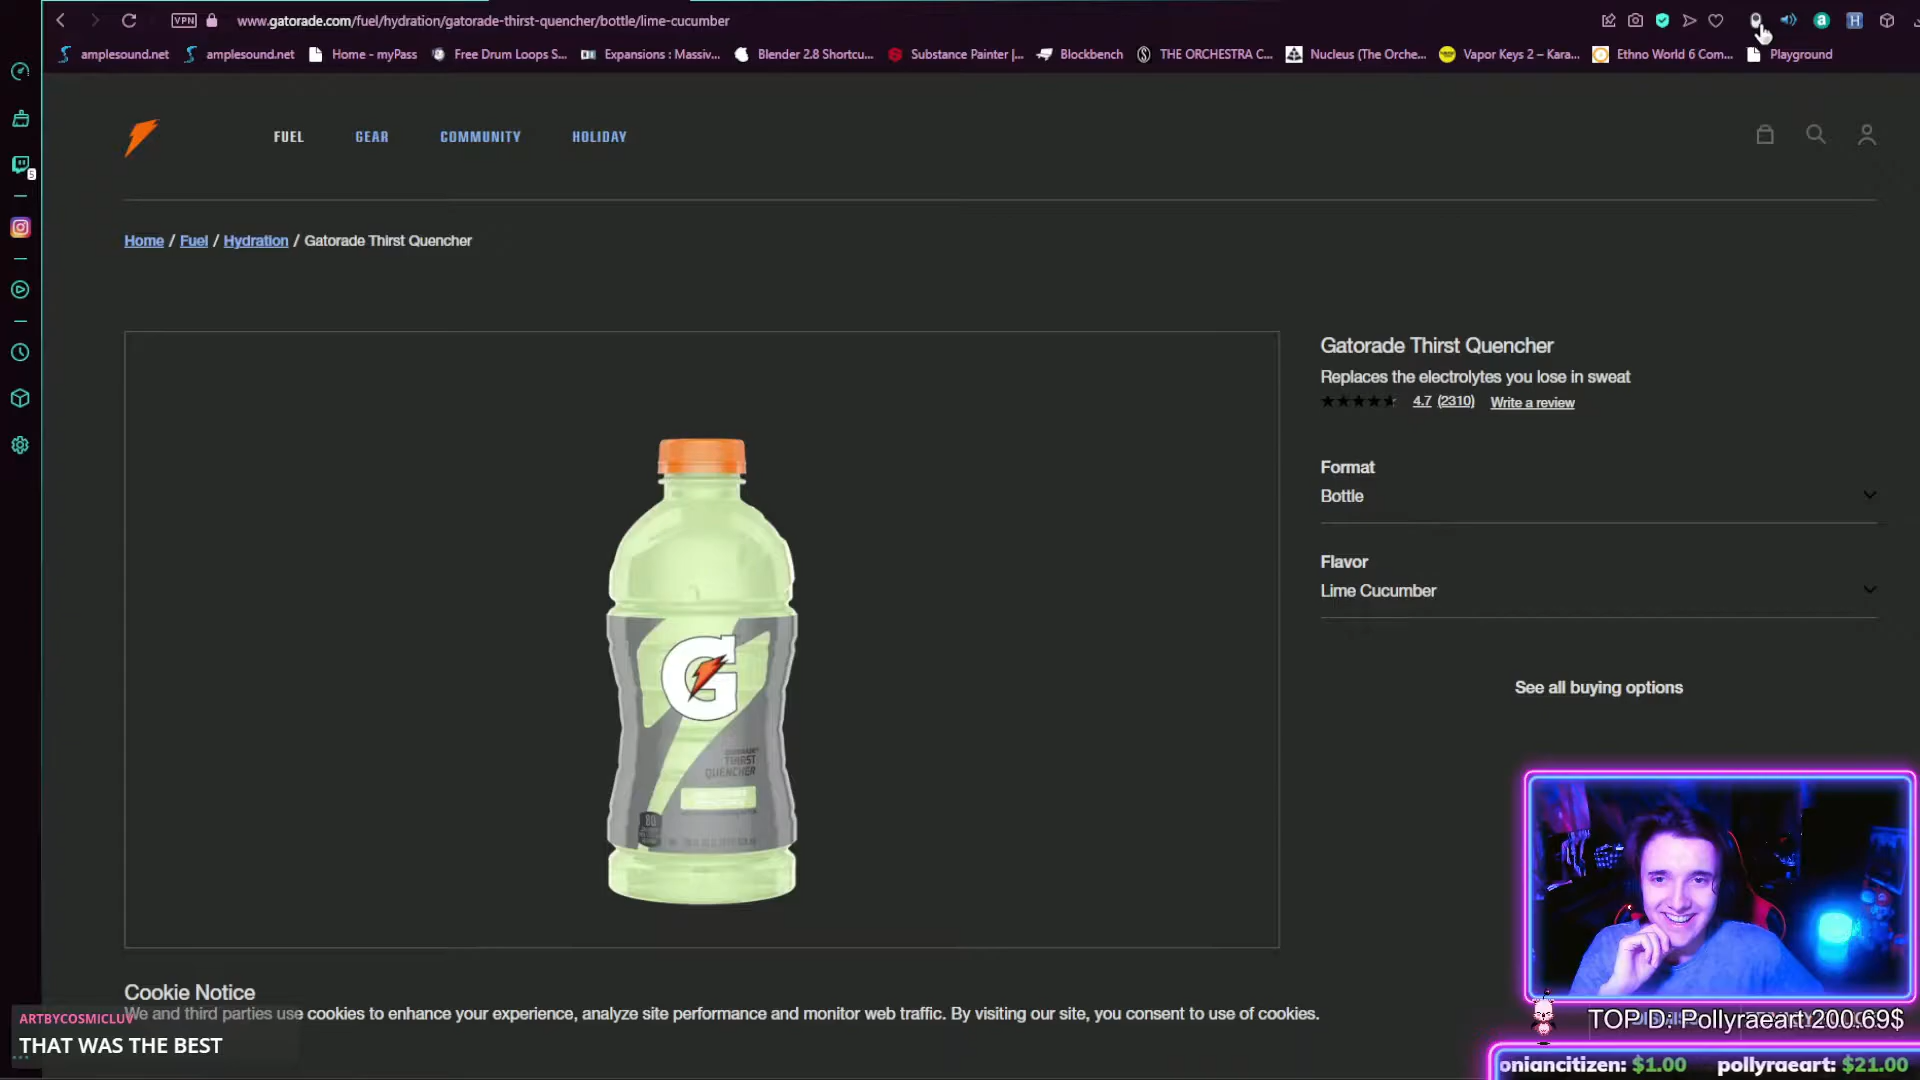 VPN www.gatorade.com/fuel/hydration/gatorade-thirst-quencher/bottle/lime-cucumber
amplesound.net amplesound.net Home - myPass Free Drum Loops S... Expansions : Massiv... Blender 2.8 Shortcu... Substance Painter |... Blockbench THE ORCHESTRA C... Nucleus (The Orche... Vapor Keys 2 – Kara... Ethno World 6 Com... Playground
5
FUEL GEAR COMMUNITY HOLIDAY
Home / Fuel / Hydration / Gatorade Thirst Quencher
Gatorade Thirst Quencher
Replaces the electrolytes you lose in sweat
4.7 (2310) Write a review
Format
Bottle
Flavor
Lime Cucumber
See all buying options
G
THIRST
QUENCHER
80
Cookie Notice
We and third parties use cookies to enhance your experience, analyze site performance and monitor web traffic. By visiting our site, you consent to use of cookies.
ARTBYCOSMICLUV
THAT WAS THE BEST
TOP D: Pollyraeart 200.69$
oniancitizen: $1.00 pollyraeart: $21.00